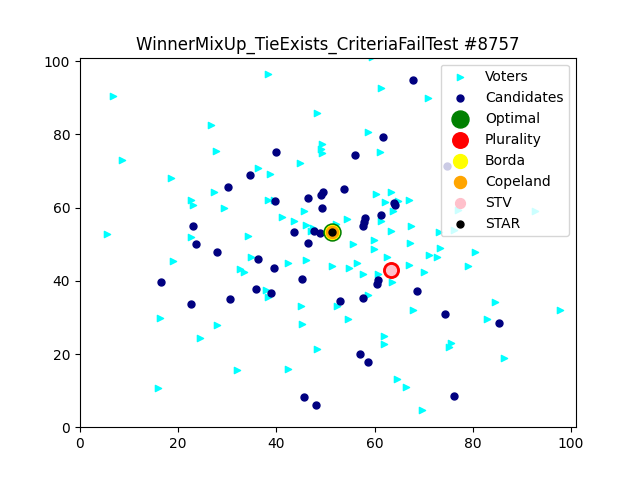 WinnerMixUp_TieExists_CriteriaFailTest #8757
100
80
60
40
20
0
0
20
40
60
80
100
Voters
Candidates
Optimal
Plurality
Borda
Copeland
STV
STAR